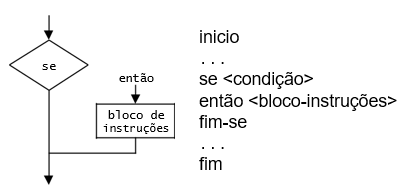 se
então
bloco de
instruções
inicio
...
se <condição>
então <bloco-instruções>
fim-se
...
fim